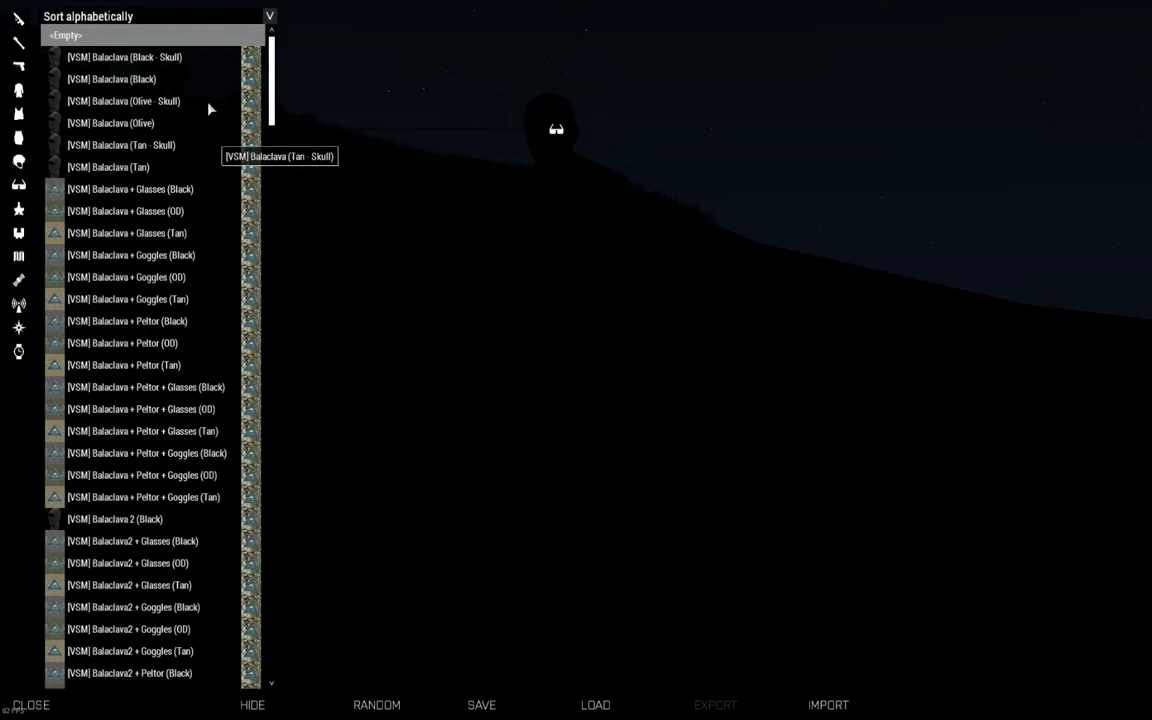 Sort alphabetically V
<Empty>
[VSM] Balaclava (Black - Skull)
[VSM] Balaclava (Black)
[VSM] Balaclava (Olive - Skull)
[VSM] Balaclava (Olive)
[VSM] Balaclava (Tan - Skull)
[VSM] Balaclava (Tan - Skull)
[VSM] Balaclava (Tan)
[VSM] Balaclava + Glasses (Black)
[VSM] Balaclava + Glasses (OD)
[VSM] Balaclava + Glasses (Tan)
[VSM] Balaclava + Goggles (Black)
[VSM] Balaclava + Goggles (OD)
[VSM] Balaclava + Goggles (Tan)
[VSM] Balaclava + Peltor (Black)
[VSM] Balaclava + Peltor (OD)
[VSM] Balaclava + Peltor (Tan)
[VSM] Balaclava + Peltor + Glasses (Black)
[VSM] Balaclava + Peltor + Glasses (OD)
[VSM] Balaclava + Peltor + Glasses (Tan)
[VSM] Balaclava + Peltor + Goggles (Black)
[VSM] Balaclava + Peltor + Goggles (OD)
[VSM] Balaclava + Peltor + Goggles (Tan)
[VSM] Balaclava 2 (Black)
[VSM] Balaclava2 + Glasses (Black)
[VSM] Balaclava2 + Glasses (OD)
[VSM] Balaclava2 + Glasses (Tan)
[VSM] Balaclava2 + Goggles (Black)
[VSM] Balaclava2 + Goggles (OD)
[VSM] Balaclava2 + Goggles (Tan)
[VSM] Balaclava2 + Peltor (Black)
CLOSE HIDE RANDOM SAVE LOAD EXPORT IMPORT
62 FPS